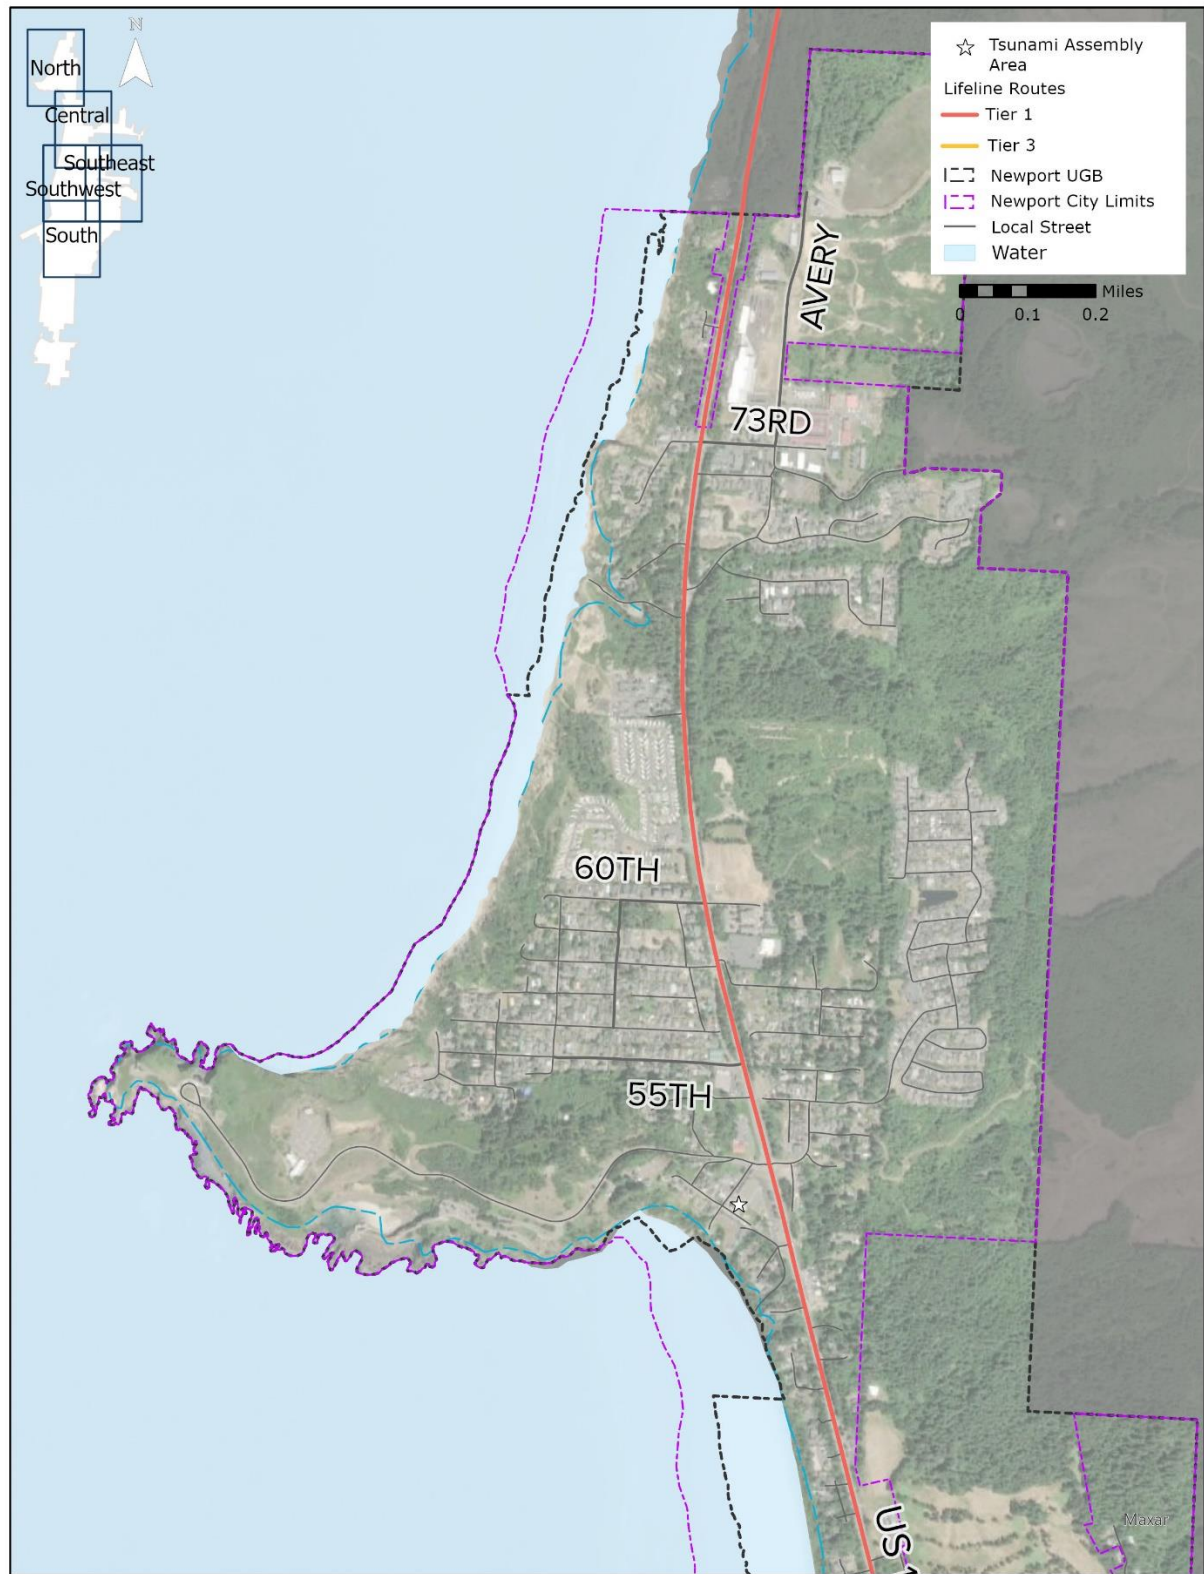 N
North
Central
Southeast
Southwest
South
Tsunami Assembly
Area
Lifeline Routes
Tier 1
Tier 3
Newport UGB
Newport City Limits
Local Street
Water
Miles
0 0.1 0.2
AVERY
73RD
60TH
55TH
US
Maxar